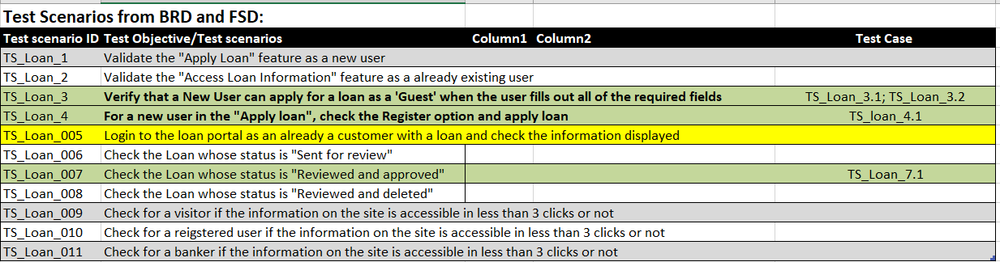 Test Scenarios from BRD and FSD:
Test scenario ID Test Objective/Test scenarios Column1 Column2 Test Case
TS_Loan_1 Validate the "Apply Loan" feature as a new user
TS_Loan_2 Validate the "Access Loan Information" feature as a already existing user
TS_Loan_3 Verify that a New User can apply for a loan as a 'Guest' when the user fills out all of the required fields TS_Loan_3.1; TS_Loan_3.2
TS_Loan_4 For a new user in the "Apply loan", check the Register option and apply loan TS_loan_4.1
TS_Loan_005 Login to the loan portal as an already a customer with a loan and check the information displayed
TS_Loan_006 Check the Loan whose status is "Sent for review"
TS_Loan_007 Check the Loan whose status is "Reviewed and approved" TS_Loan_7.1
TS_Loan_008 Check the Loan whose status is "Reviewed and deleted"
TS_Loan_009 Check for a visitor if the information on the site is accessible in less than 3 clicks or not
TS_Loan_010 Check for a reigstered user if the information on the site is accessible in less than 3 clicks or not
TS_Loan_011 Check for a banker if the information on the site is accessible in less than 3 clicks or not